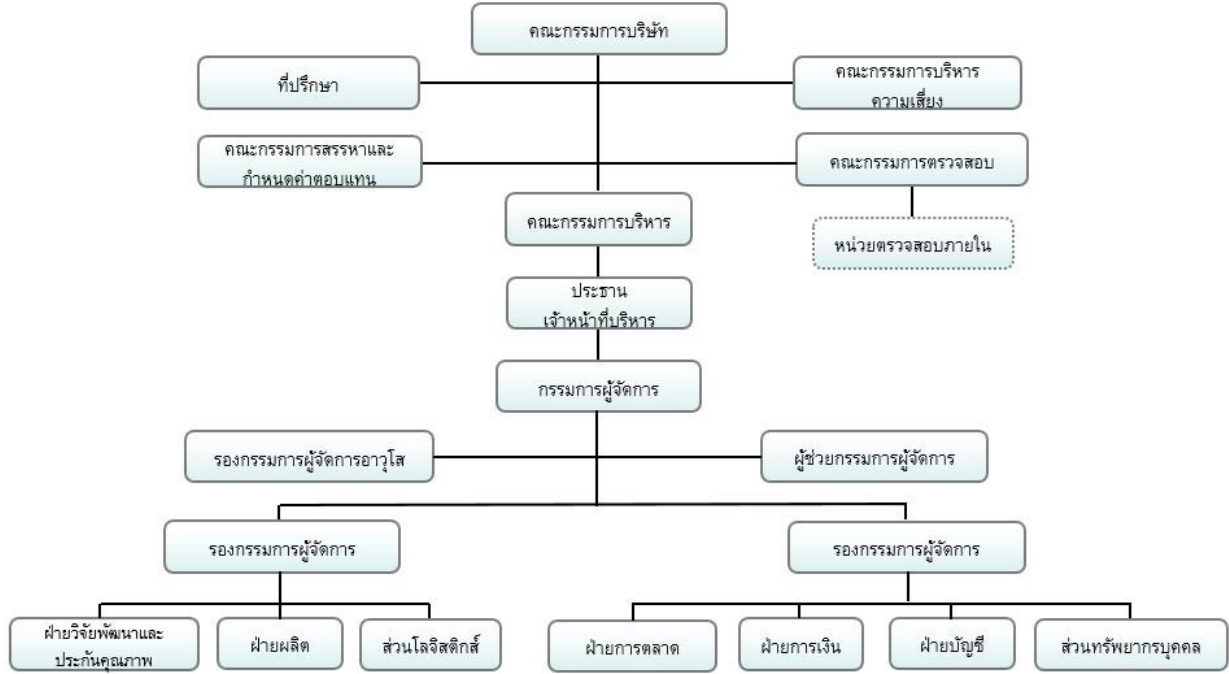 คณะกรรมการบริษัท
ที่ปรึกษา
คณะกรรมการบริหาร
ความเสี่ยง
คณะกรรมการสรรหาและ
กำหนดค่าตอบแทน
คณะกรรมการตรวจสอบ
คณะกรรมการบริหาร
หน่วยตรวจสอบภายใน
ประธาน
เจ้าหน้าที่บริหาร
กรรมการผู้จัดการ
รองกรรมการผู้จัดการอาวุโส
ผู้ช่วยกรรมการผู้จัดการ
รองกรรมการผู้จัดการ
รองกรรมการผู้จัดการ
ฝ่ายวิจัยพัฒนาและ
ประกันคุณภาพ
ฝ่ายผลิต
ส่วนโลจิสติกส์
ฝ่ายการตลาด
ฝ่ายการเงิน
ฝ่ายบัญชี
ส่วนทรัพยากรบุคคล